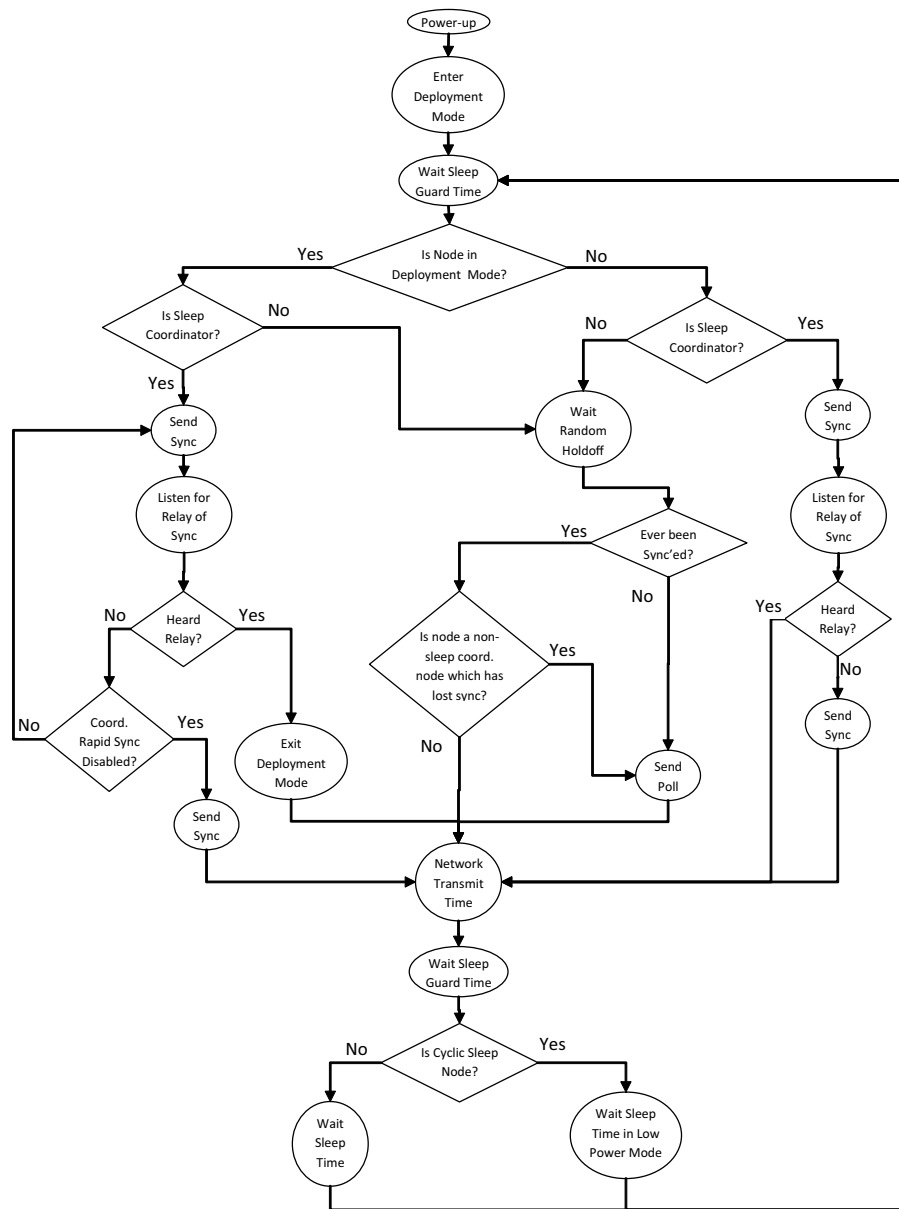 Power-up
Enter
Deployment
Mode
Wait Sleep
Guard Time
Is Node in
Deployment Mode?
Yes
No
Is Sleep
Coordinator?
No
Yes
Is Sleep
Coordinator?
No
Yes
Send
Sync
Wait
Random
Holdoff
Send
Sync
Listen for
Relay of
Sync
Listen for
Relay of
Sync
Ever been
Sync'ed?
Yes
No
Heard
Relay?
No
Yes
Is node a non-
sleep coord.
node which has
lost sync?
Yes
No
Heard
Relay?
Yes
No
Coord.
Rapid Sync
Disabled?
No
Yes
Exit
Deployment
Mode
Send
Poll
Send
Sync
Send
Sync
Network
Transmit
Time
Wait Sleep
Guard Time
Is Cyclic Sleep
Node?
No
Yes
Wait
Sleep
Time
Wait Sleep
Time in Low
Power Mode